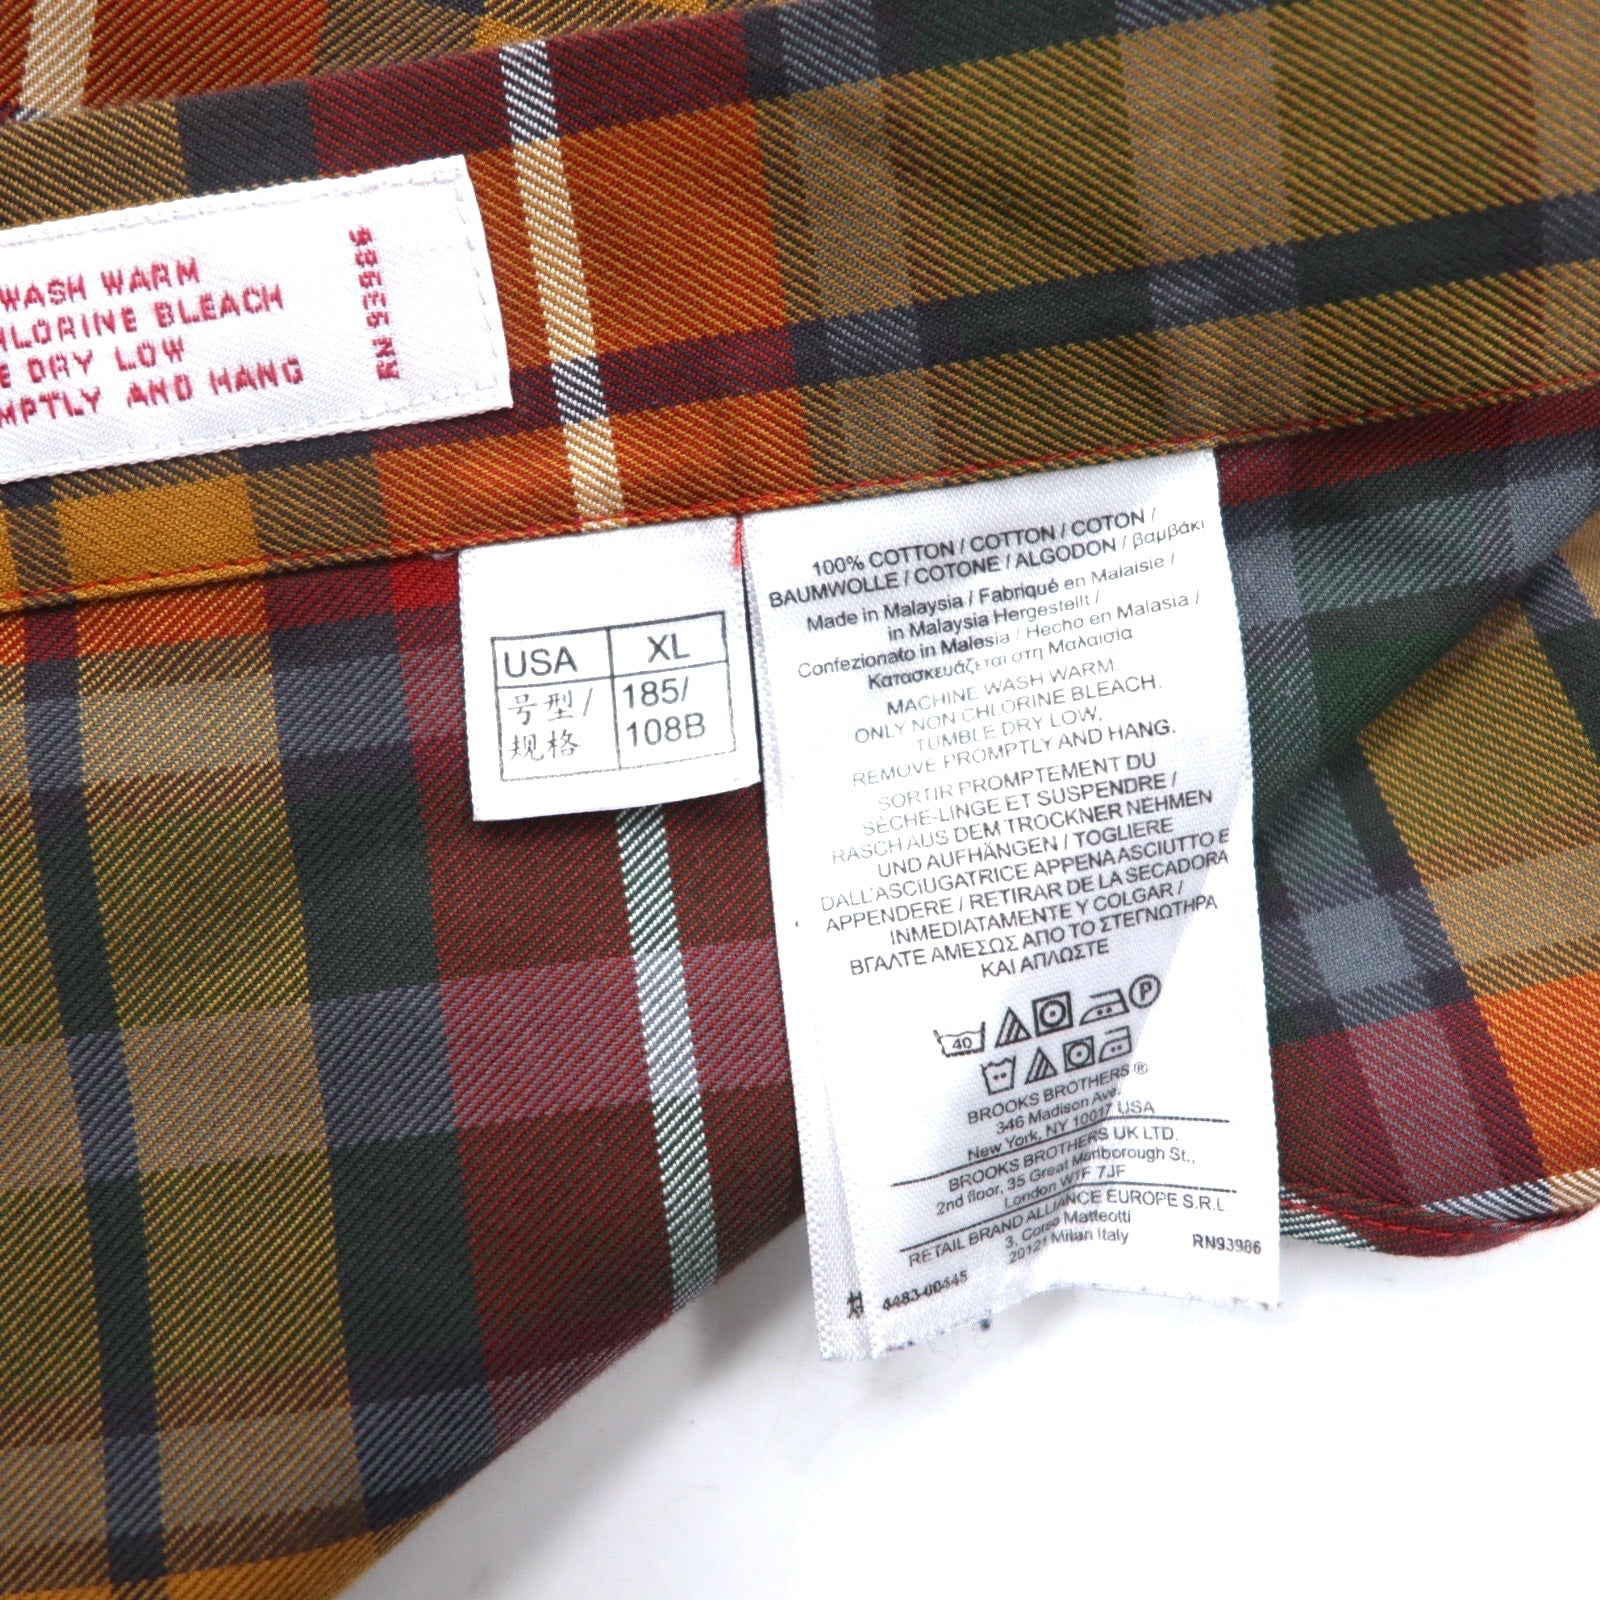 WASH WARM
CHLORINE BLEACH
DRY LOW
AND HANG
RN93986
USA XL
号型/ 185/
规格 108B
100% COTTON / COTTON / COTON /
BAUMWOLLE / COTONE / ALGODON / βαμβάκι
Made in Malaysia / Fabriqué en Malaisie /
in Malaysia Hergestellt /
Confezionato in Malesia / Hecho en Malasia /
Κατασκευάζεται στη Μαλαισία
MACHINE WASH WARM.
ONLY NON CHLORINE BLEACH.
TUMBLE DRY LOW.
REMOVE PROMPTLY AND HANG.
SORTIR PROMPTEMENT DU
SÈCHE-LINGE ET SUSPENDRE /
RASCH AUS DEM TROCKNER NEHMEN
UND AUFHÄNGEN / TOGLIERE
DALL'ASCIUGATRICE APPENA ASCIUTTO E
APPENDERE / RETIRAR DE LA SECADORA
INMEDIATAMENTE Y COLGAR /
ΒΓΑΛΤΕ ΑΜΕΣΩΣ ΑΠΟ ΤΟ ΣΤΕΓΝΩΤΗΡΑ
ΚΑΙ ΑΠΛΩΣΤΕ
40 P
BROOKS BROTHERS ®
346 Madison Ave.
New York, NY 10017 USA
BROOKS BROTHERS UK LTD.
2nd floor, 35 Great Marlborough St.,
London W1F 7JF
RETAIL BRAND ALLIANCE EUROPE S.R.L.
3, Corso Matteotti
20121 Milan Italy
RN93986
4483-00445